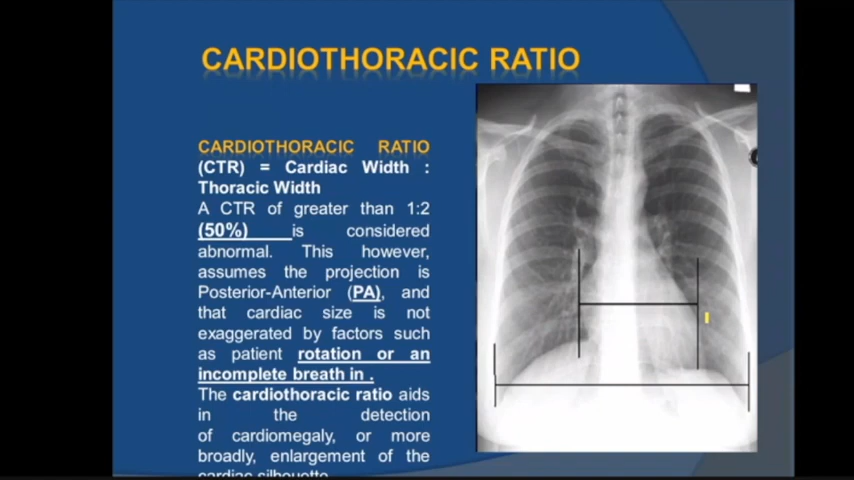 CARDIOTHORACIC RATIO
CARDIOTHORACIC RATIO
(CTR) = Cardiac Width :
Thoracic Width
A CTR of greater than 1:2
(50%) is considered
abnormal. This however,
assumes the projection is
Posterior-Anterior (PA), and
that cardiac size is not
exaggerated by factors such
as patient rotation or an
incomplete breath in .
The cardiothoracic ratio aids
in the detection
of cardiomegaly, or more
broadly, enlargement of the
cardiac silhouette